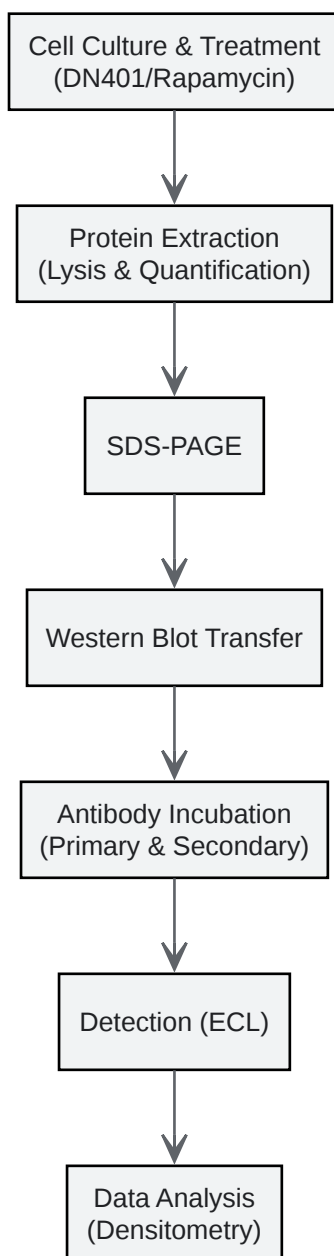 Cell Culture & Treatment
(DN401/Rapamycin)
Protein Extraction
(Lysis & Quantification)
SDS-PAGE
Western Blot Transfer
Antibody Incubation
(Primary & Secondary)
Detection (ECL)
Data Analysis
(Densitometry)